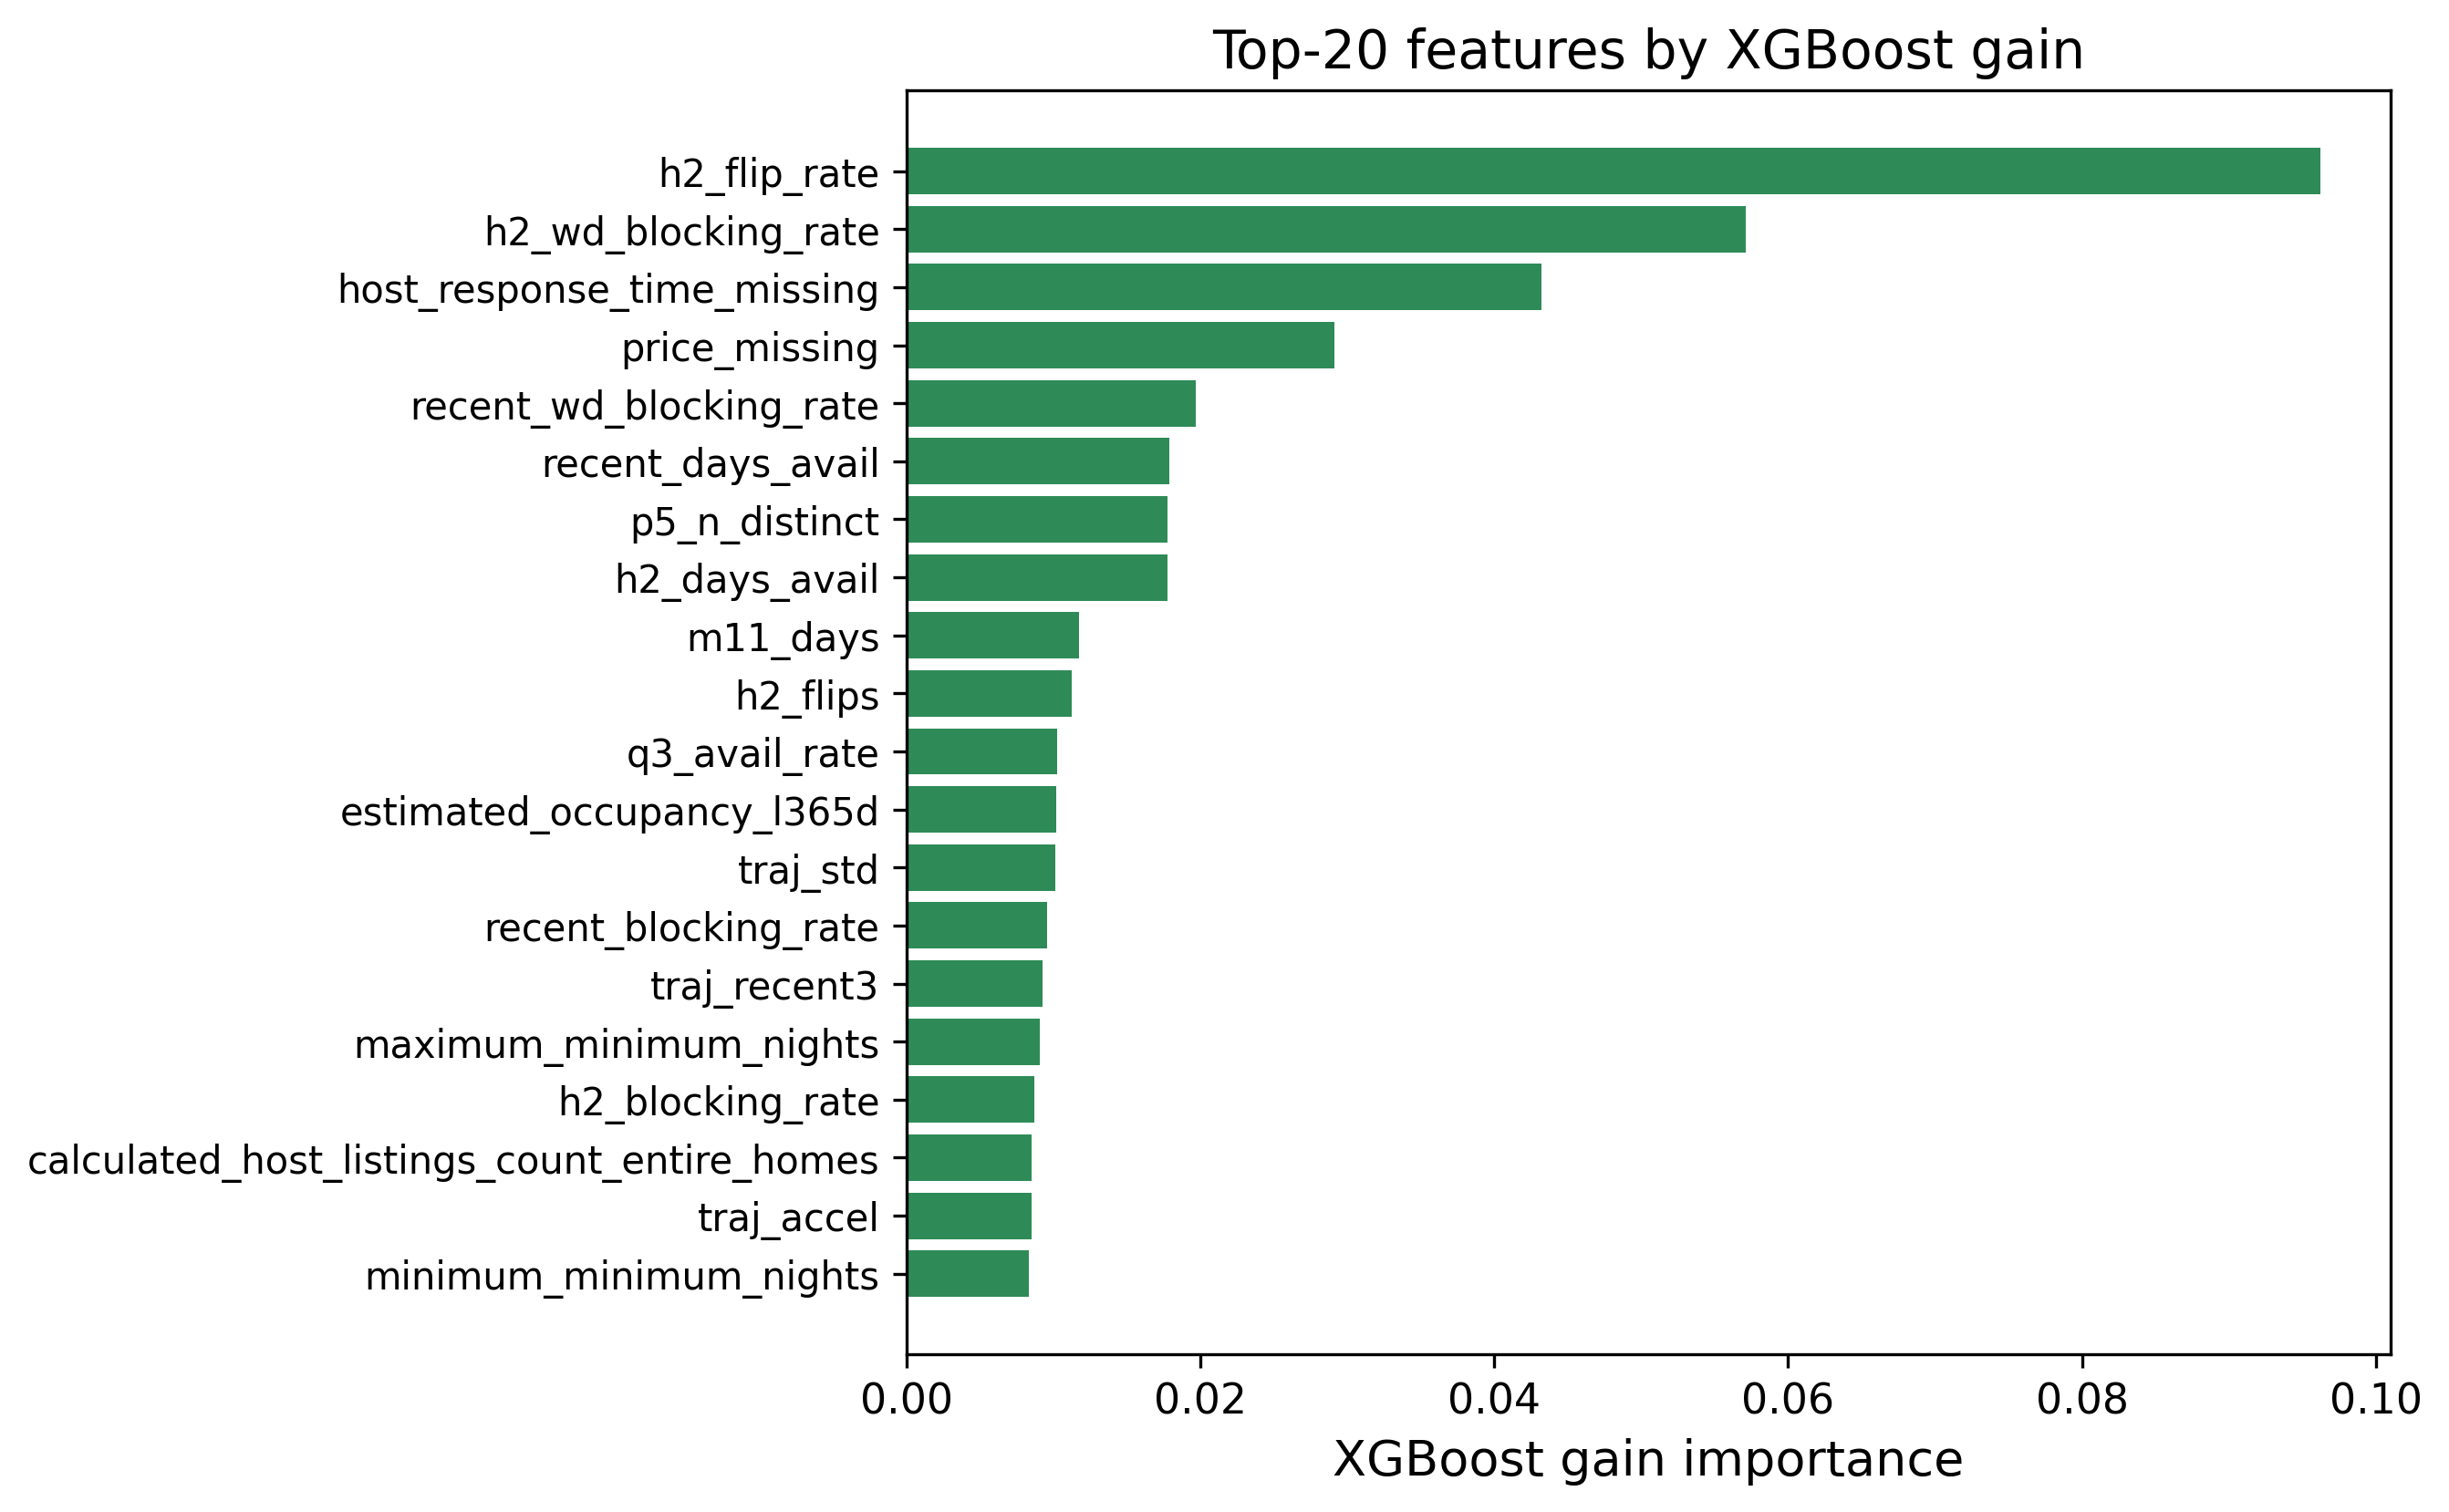 Top-20 features by XGBoost gain
h2_flip_rate
h2_wd_blocking_rate
host_response_time_missing
price_missing
recent_wd_blocking_rate
recent_days_avail
p5_n_distinct
h2_days_avail
m11_days
h2_flips
q3_avail_rate
estimated_occupancy_l365d
traj_std
recent_blocking_rate
traj_recent3
maximum_minimum_nights
h2_blocking_rate
calculated_host_listings_count_entire_homes
traj_accel
minimum_minimum_nights
0.00 0.02 0.04 0.06 0.08 0.10
XGBoost gain importance